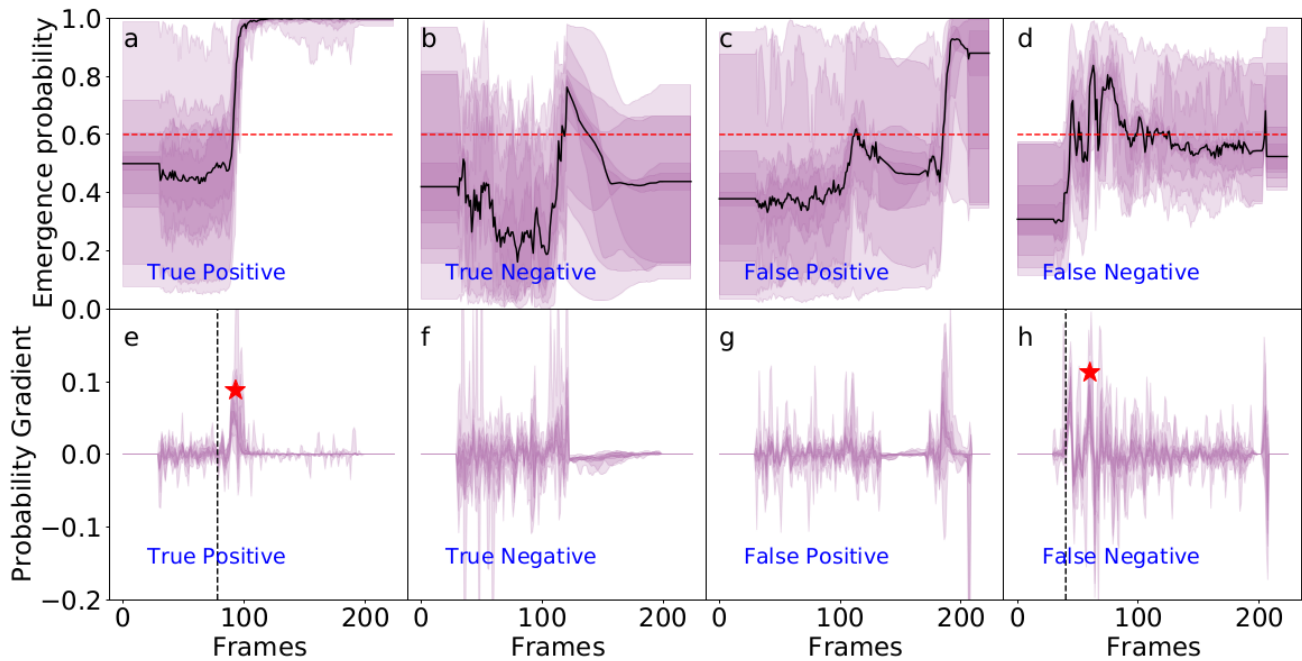 a b c d
1.0
0.8
0.6
0.4
0.2
0.0
Emergence probability
True Positive True Negative False Positive False Negative
e f g h
0.1
0.0
−0.1
−0.2
Probability Gradient
True Positive True Negative False Positive False Negative
0 100 200 0 100 200 0 100 200 0 100 200
Frames Frames Frames Frames